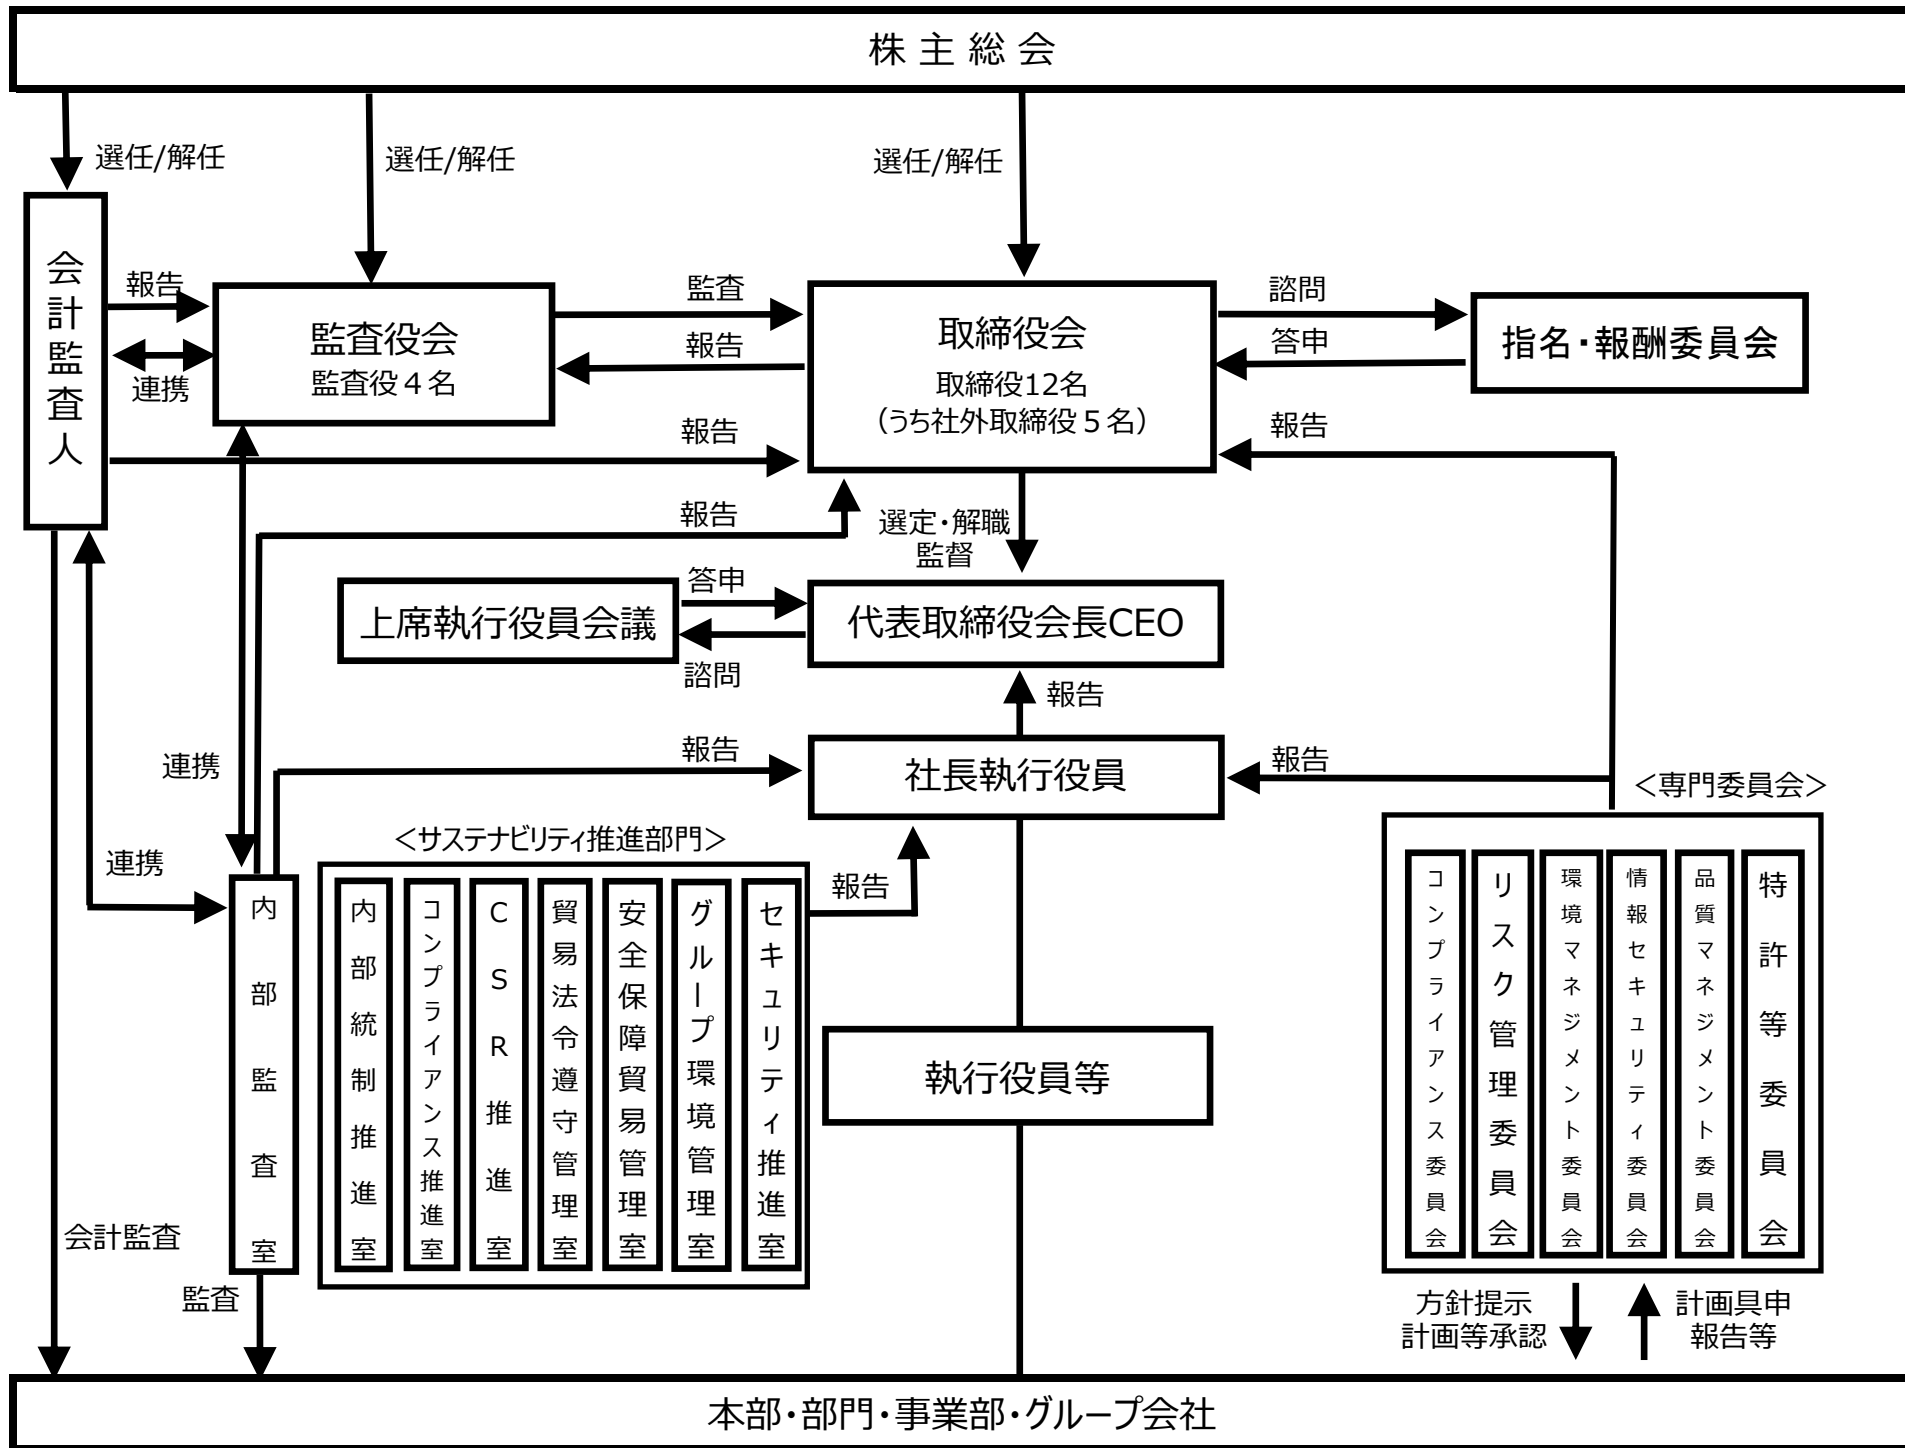 株主総会
選任/解任
選任/解任
選任/解任
会計監査人
報告
連携
監査役会
監査役４名
監査
報告
取締役会
取締役12名
（うち社外取締役５名）
諮問
答申
指名・報酬委員会
報告
報告
報告
選定・解職
監督
上席執行役員会議
答申
諮問
代表取締役会長CEO
報告
連携
報告
社長執行役員
報告
＜専門委員会＞
＜サステナビリティ推進部門＞
連携
報告
内部監査室
内部統制推進室
コンプライアンス推進室
CSR推進室
貿易法令遵守管理室
安全保障貿易管理室
グループ環境管理室
セキュリティ推進室
執行役員等
コンプライアンス委員会
リスク管理委員会
環境マネジメント委員会
情報セキュリティ委員会
品質マネジメント委員会
特許等委員会
会計監査
監査
方針提示
計画等承認
計画具申
報告等
本部・部門・事業部・グループ会社